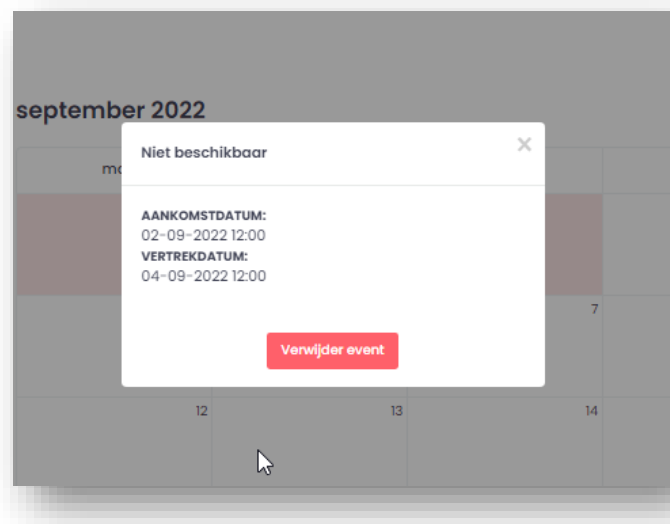 september 2022
Niet beschikbaar
×
AANKOMSTDATUM:
02-09-2022 12:00
VERTREKDATUM:
04-09-2022 12:00
7
Verwijder event
12 13 14